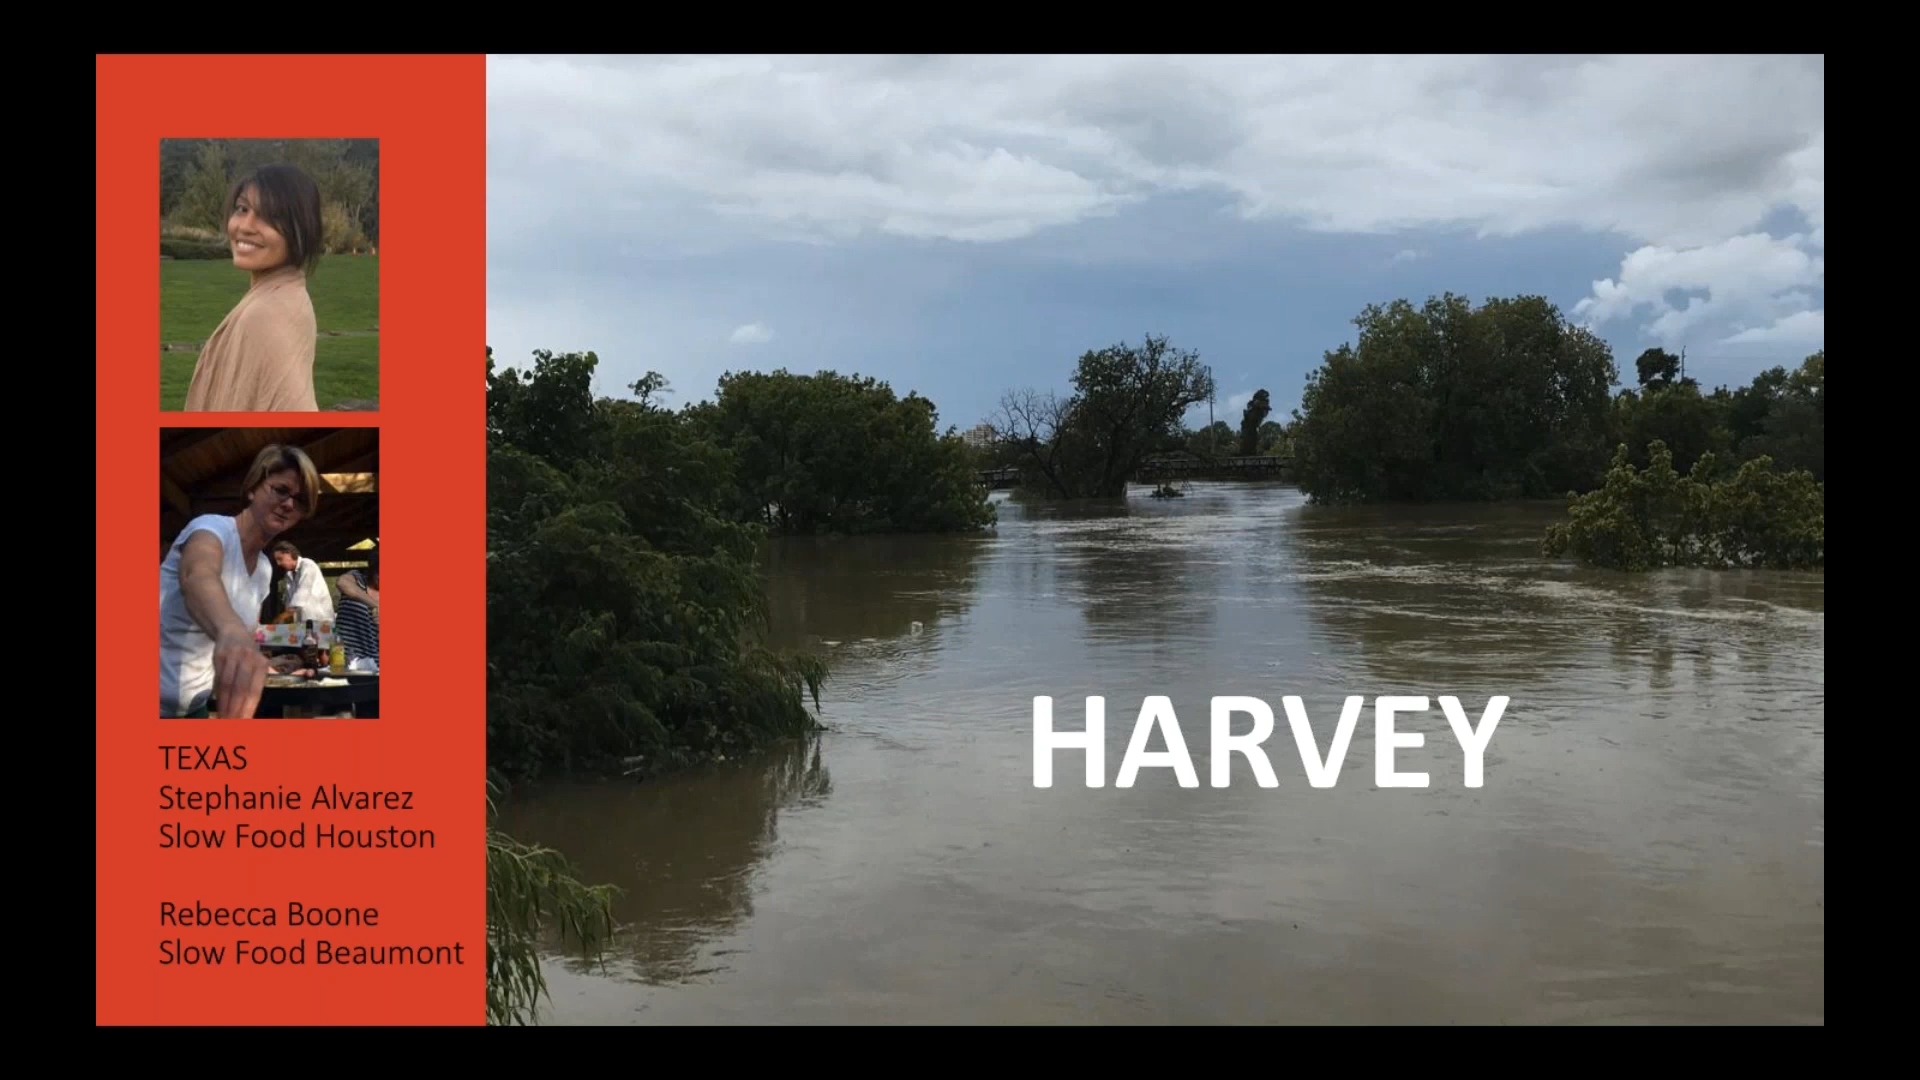 TEXAS
Stephanie Alvarez
Slow Food Houston
Rebecca Boone
Slow Food Beaumont
HARVEY